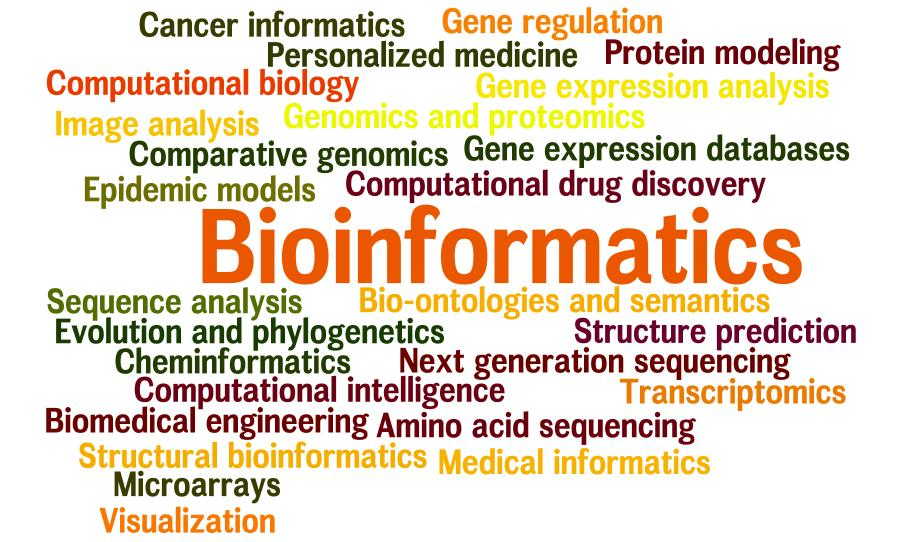 Cancer informatics Gene regulation
Personalized medicine Protein modeling
Computational biology Gene expression analysis
Image analysis Genomics and proteomics
Comparative genomics Gene expression databases
Epidemic models Computational drug discovery
Bioinformatics
Sequence analysis Bio-ontologies and semantics
Evolution and phylogenetics Structure prediction
Cheminformatics Next generation sequencing
Computational intelligence Transcriptomics
Biomedical engineering Amino acid sequencing
Structural bioinformatics Medical informatics
Microarrays
Visualization